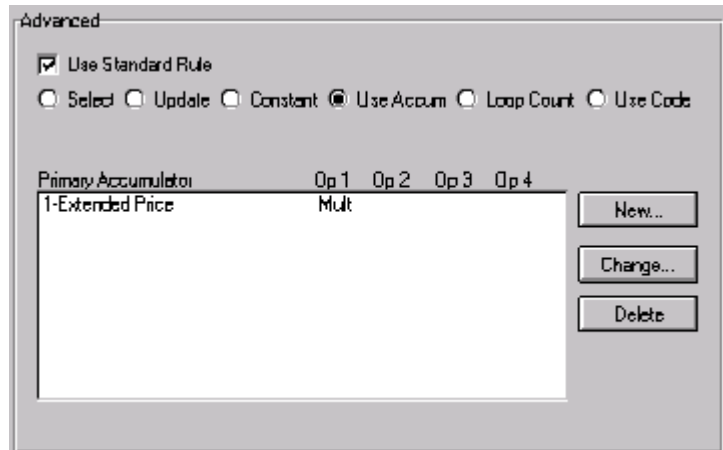 Advanced
Use Standard Rule
Select Update Constant Use Accum Loop Count Use Code
Primary Accumulator Op 1 Op 2 Op 3 Op 4
1-Extended Price Mult
New...
Change...
Delete